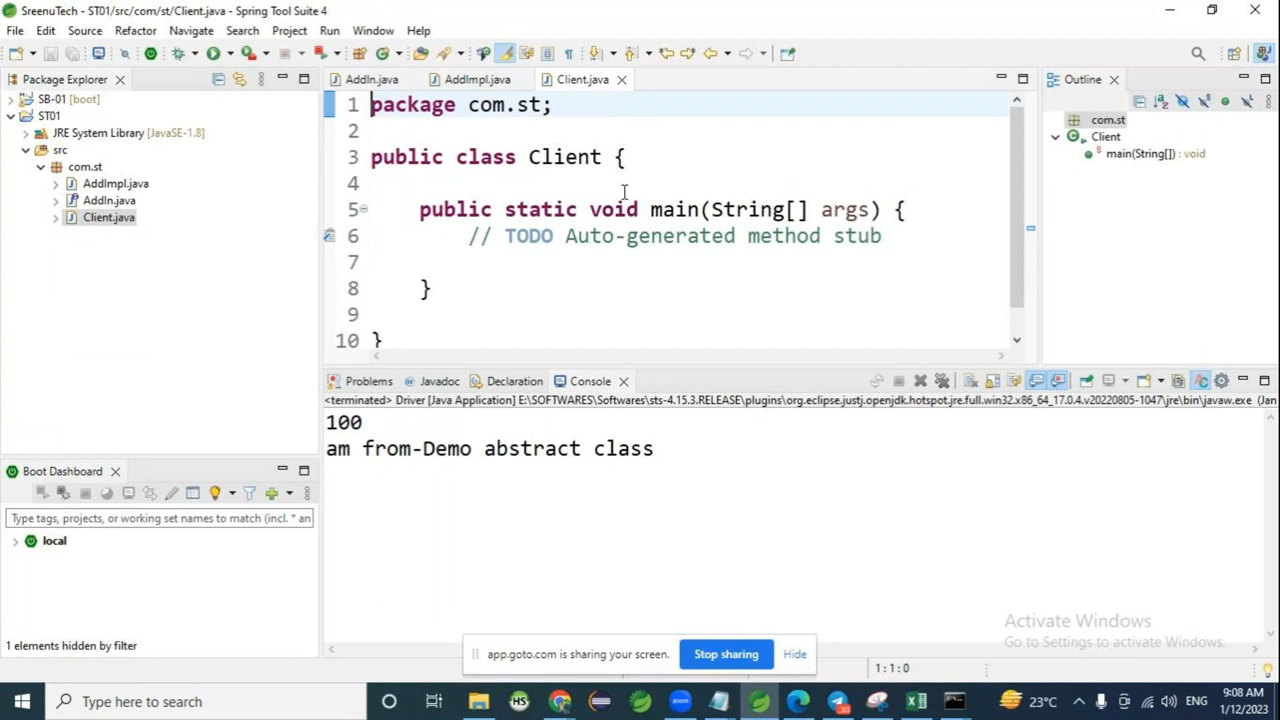 SreenuTech - ST01/src/com/st/Client.java - Spring Tool Suite 4
File Edit Source Refactor Navigate Search Project Run Window Help
Package Explorer
SB-01 [boot]
ST01
JRE System Library [JavaSE-1.8]
src
com.st
AddImpl.java
AddIn.java
Client.java
AddIn.java AddImpl.java Client.java
1 package com.st;
2
3 public class Client {
4
5 public static void main(String[] args) {
6 // TODO Auto-generated method stub
7
8 }
9
10 }
Outline
com.st
Client
main(String[]) : void
Problems Javadoc Declaration Console
<terminated> Driver [Java Application] E:\SOFTWARES\Softwares\sts-4.15.3.RELEASE\plugins\org.eclipse.justj.openjdk.hotspot.jre.full.win32.x86_64_17.0.4.v20220805-1047\jre\bin\javaw.exe (Jan
100
am from-Demo abstract class
Boot Dashboard
Type tags, projects, or working set names to match (incl. * an
local
1 elements hidden by filter
Activate Windows
Go to Settings to activate Windows.
app.goto.com is sharing your screen. Stop sharing Hide
1:1:0
Type here to search
HS
zoom
30
23°C
ENG
9:08 AM
1/12/2023